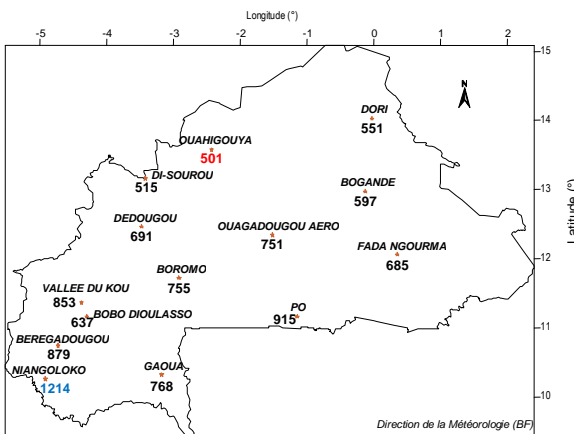 Longitude (°)
-5 -4 -3 -2 -1 0 1 2
15
N
DORI
551
14
OUAHIGOUYA
501
DI-SOUROU
515
BOGANDE
13
597
DEDOUGOU
691
OUAGADOUGOU AERO
751
FADA NGOURMA
685
12
Latitude (°)
BOROMO
755
VALLEE DU KOU
853
637 BOBO DIOULASSO
PO
915
11
BEREGADOUGOU
879
NIANGOLOKO
1214
GAOUA
768
10
Direction de la Météorologie (BF)